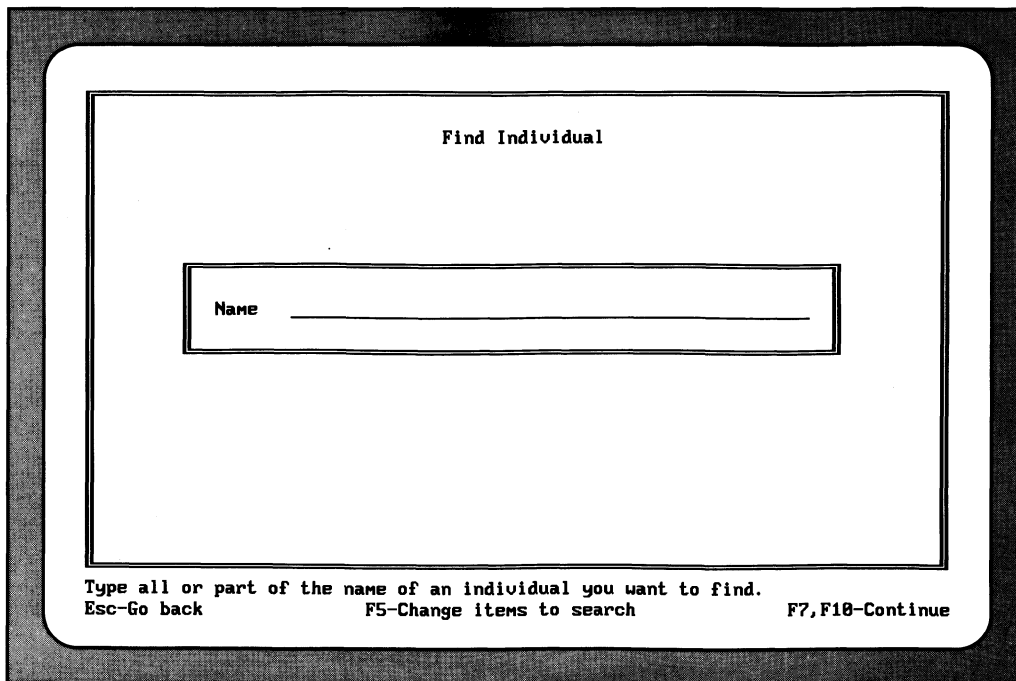 Find Individual
Name
Type all or part of the name of an individual you want to find.
Esc-Go back F5-Change items to search F7,F10-Continue